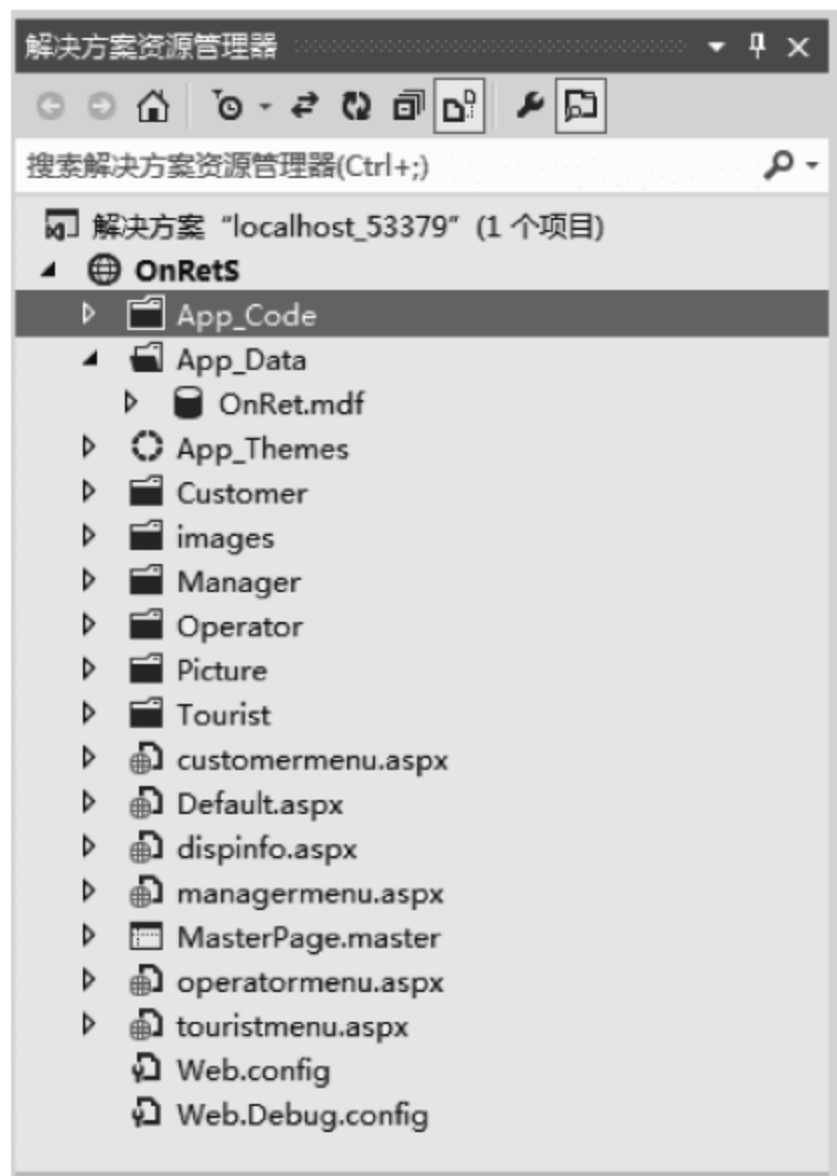 解决方案资源管理器
搜索解决方案资源管理器(Ctrl+;)
解决方案 "localhost_53379" (1 个项目)
OnRetS
App_Code
App_Data
OnRet.mdf
App_Themes
Customer
images
Manager
Operator
Picture
Tourist
customermenu.aspx
Default.aspx
dispinfo.aspx
managermenu.aspx
MasterPage.master
operatormenu.aspx
touristmenu.aspx
Web.config
Web.Debug.config